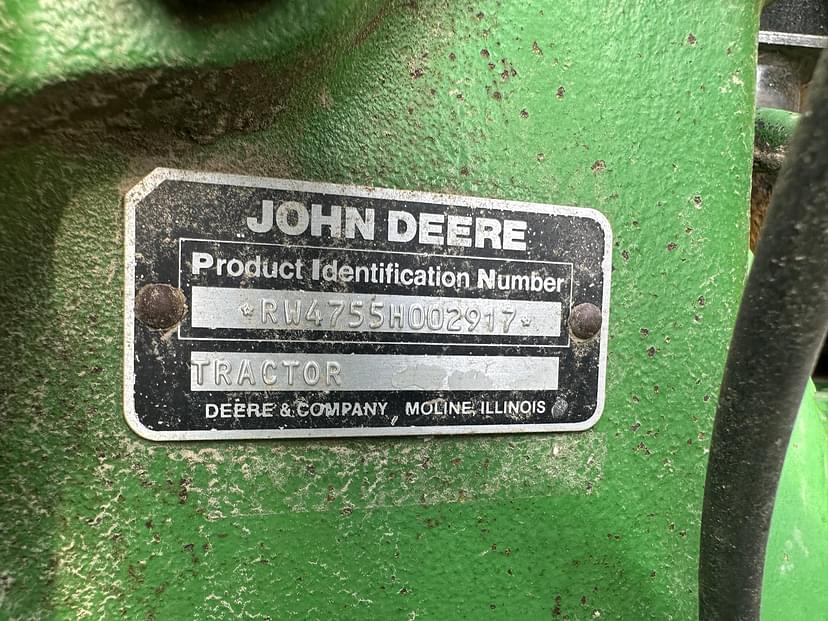 JOHN DEERE
Product Identification Number
*RW4755H002917*
TRACTOR
DEERE & COMPANY, MOLINE, ILLINOIS